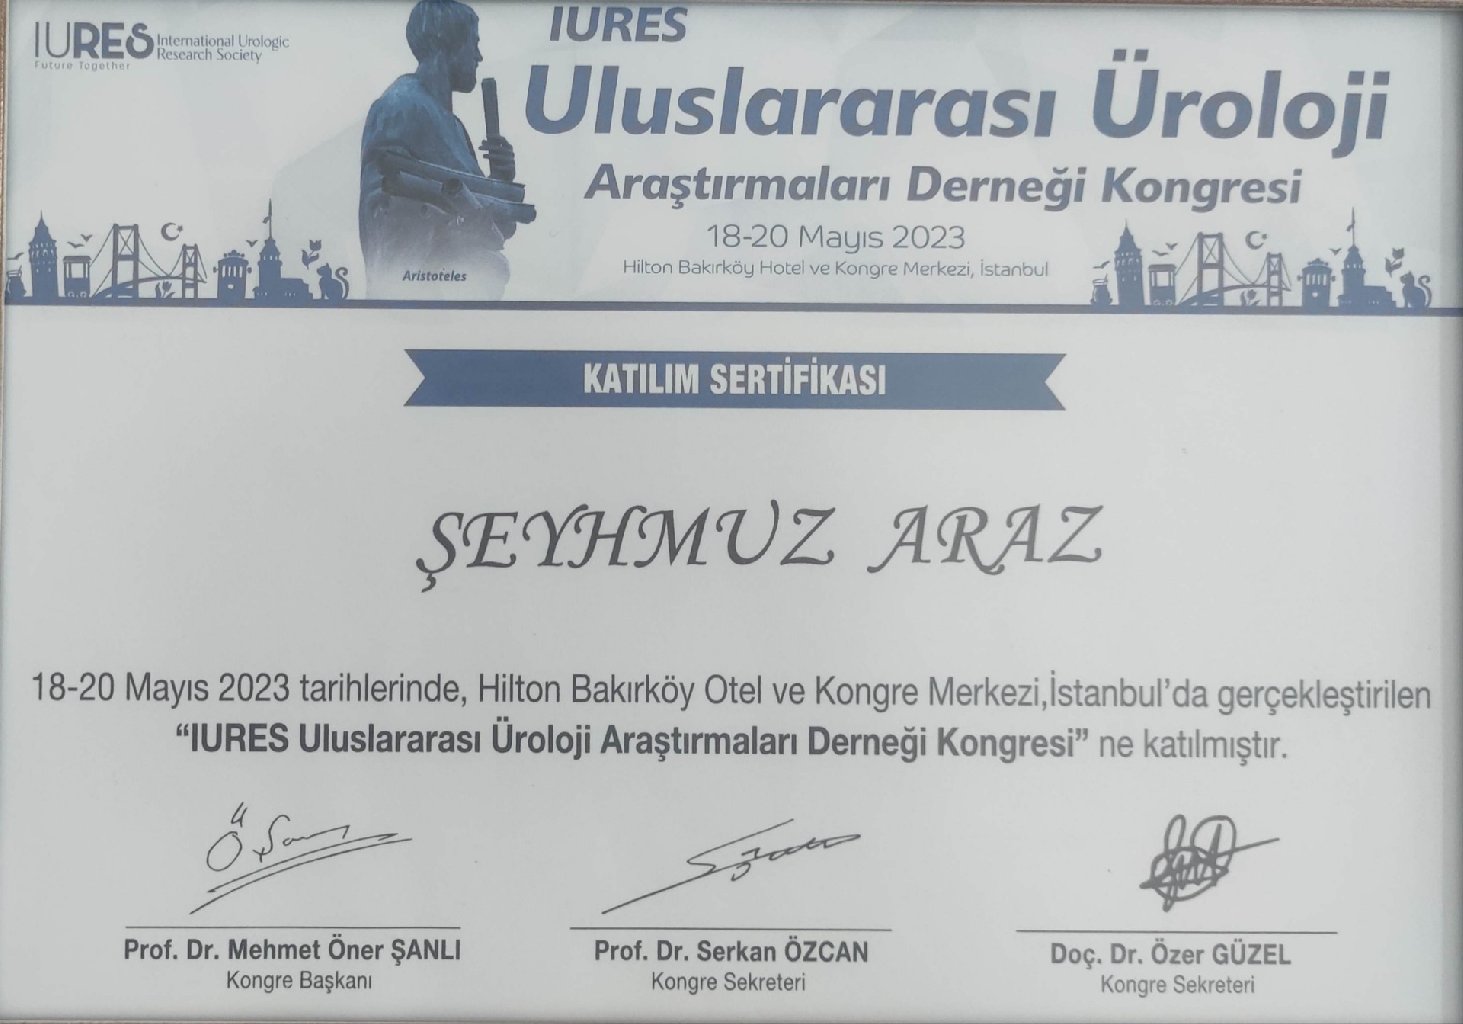 IURES International Urologic
Research Society
Future Together
IURES
Uluslararası Üroloji
Araştırmaları Derneği Kongresi
18-20 Mayıs 2023
Hilton Bakırköy Hotel ve Kongre Merkezi, İstanbul
Aristoteles
KATILIM SERTİFİKASI
ŞEYHMUZ ARAZ
18-20 Mayıs 2023 tarihlerinde, Hilton Bakırköy Otel ve Kongre Merkezi,İstanbul’da gerçekleştirilen
“IURES Uluslararası Üroloji Araştırmaları Derneği Kongresi” ne katılmıştır.
Prof. Dr. Mehmet Öner ŞANLI
Kongre Başkanı
Prof. Dr. Serkan ÖZCAN
Kongre Sekreteri
Doç. Dr. Özer GÜZEL
Kongre Sekreteri